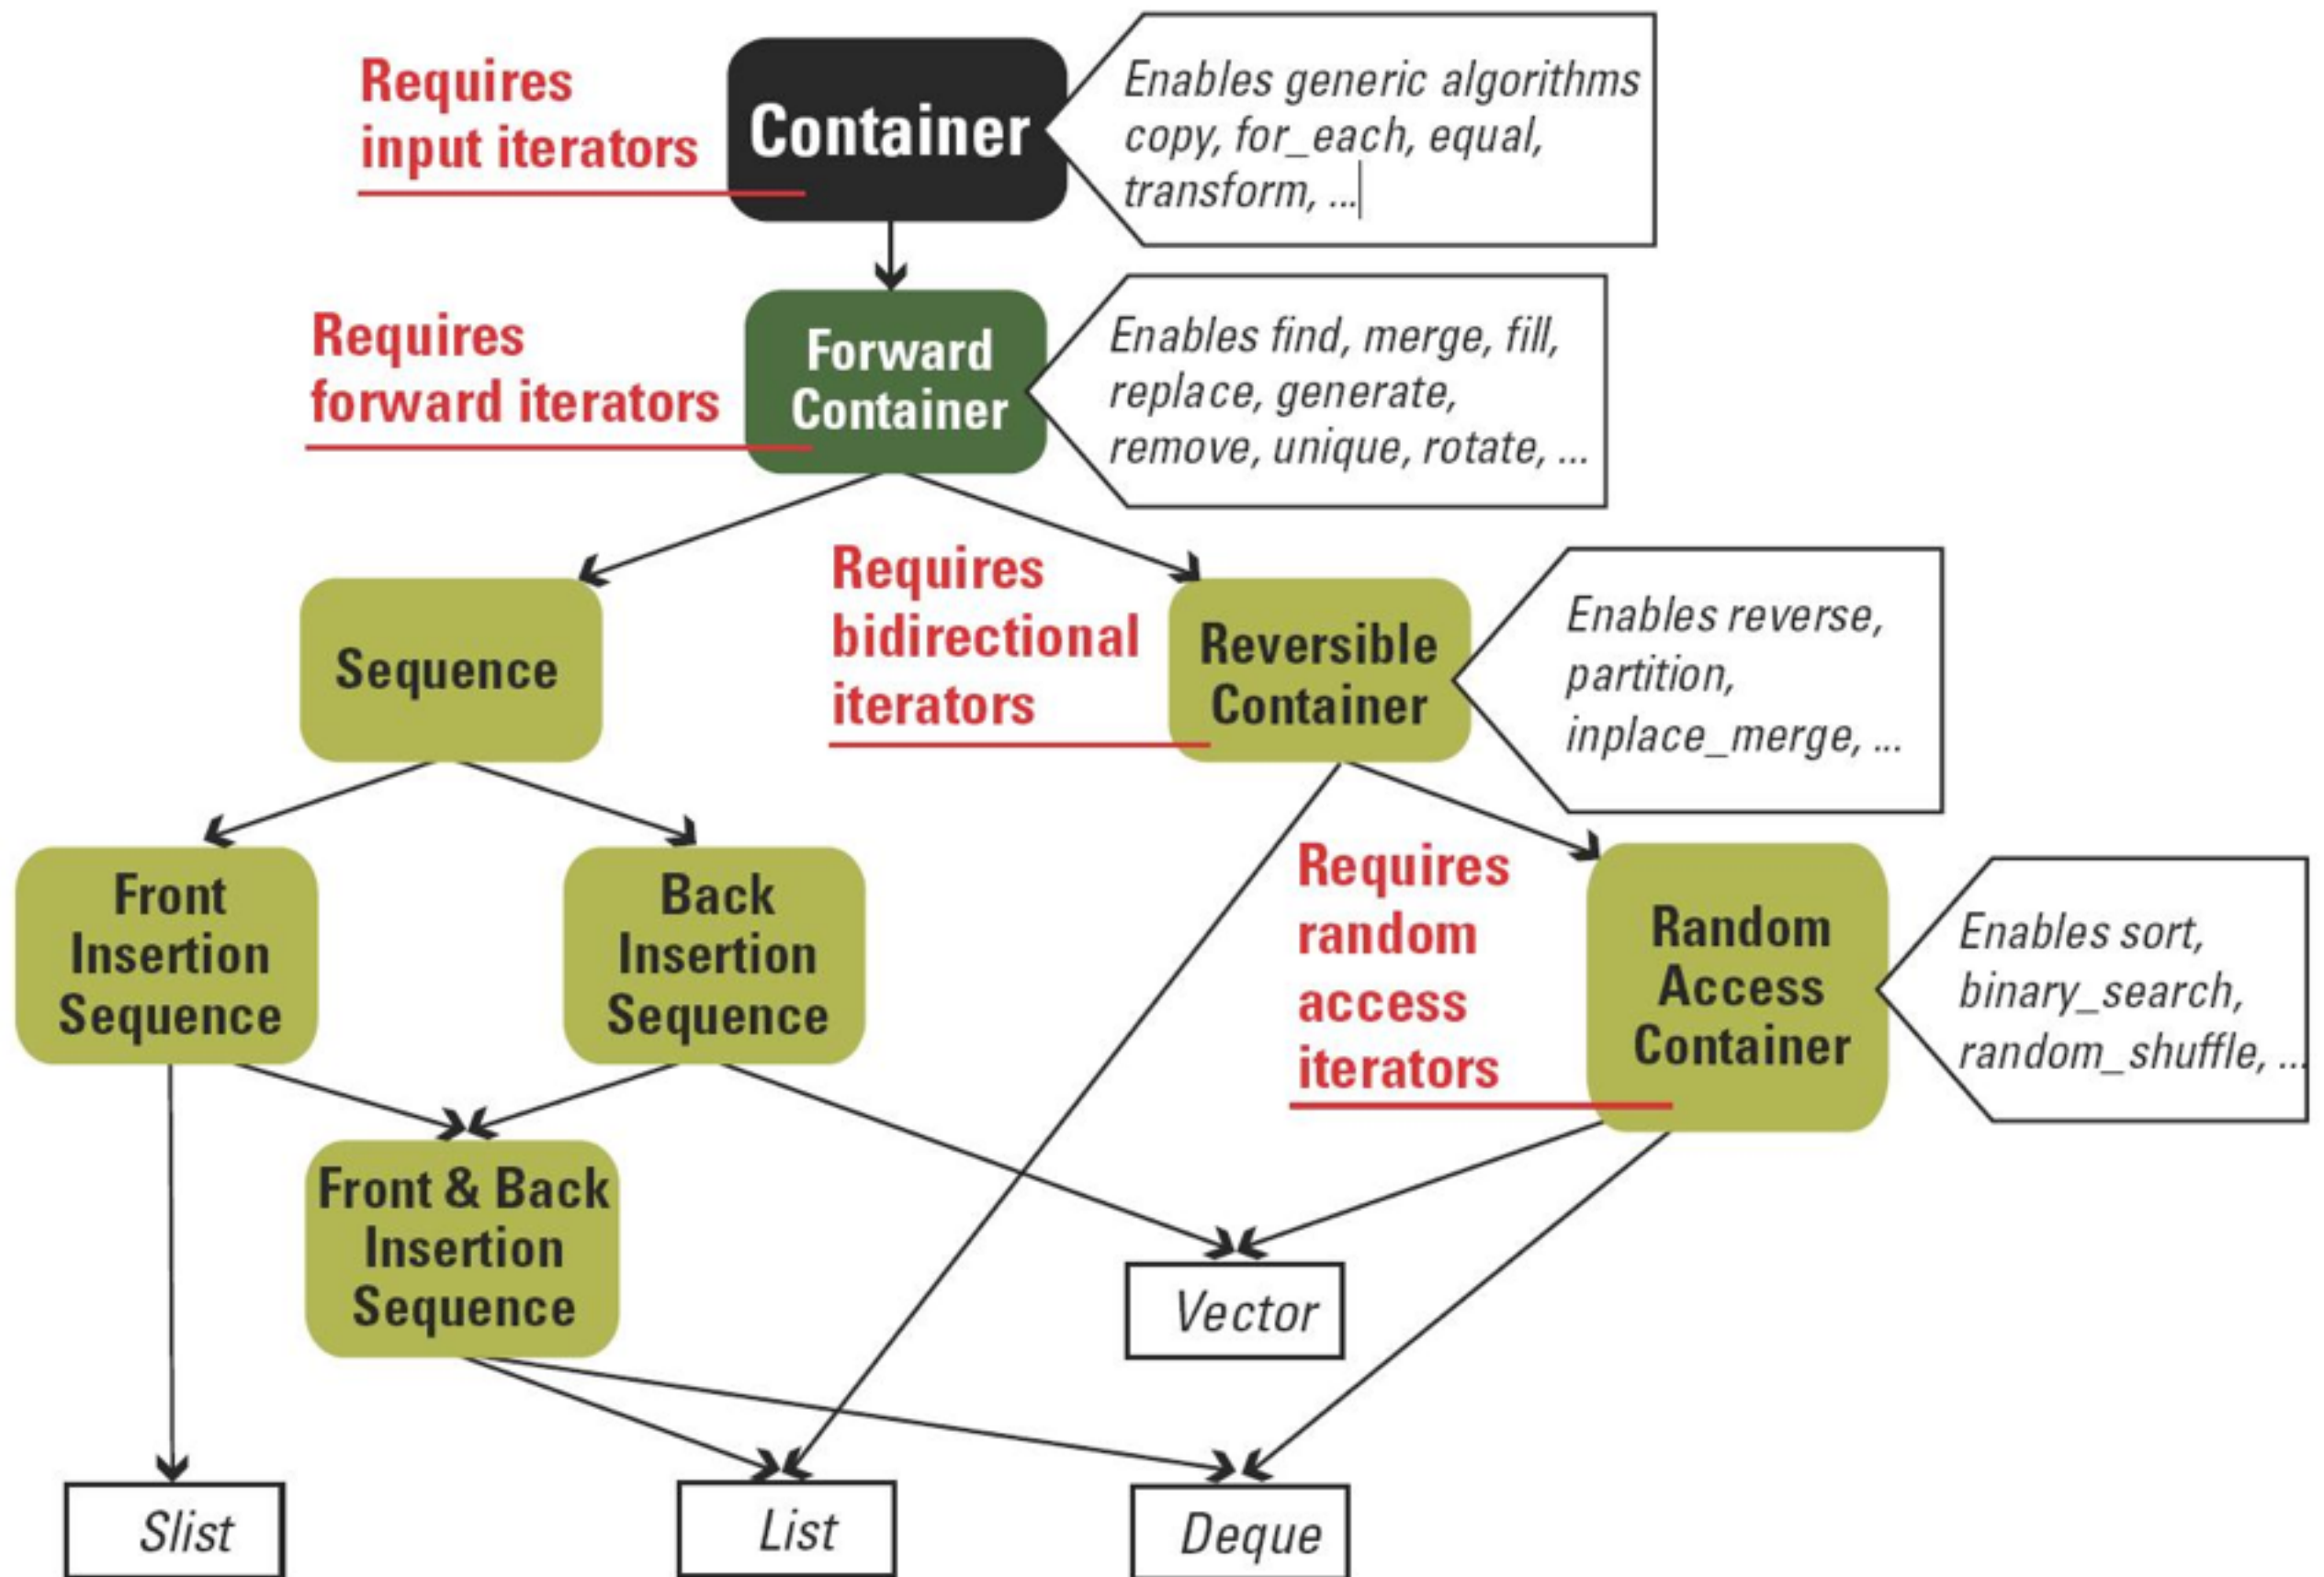 Requires
input iterators
Container
Enables generic algorithms
copy, for_each, equal,
transform, ...
Requires
forward iterators
Forward
Container
Enables find, merge, fill,
replace, generate,
remove, unique, rotate, ...
Sequence
Requires
bidirectional
iterators
Reversible
Container
Enables reverse,
partition,
inplace_merge, ...
Front
Insertion
Sequence
Back
Insertion
Sequence
Requires
random
access
iterators
Random
Access
Container
Enables sort,
binary_search,
random_shuffle, ...
Front & Back
Insertion
Sequence
Vector
Slist
List
Deque